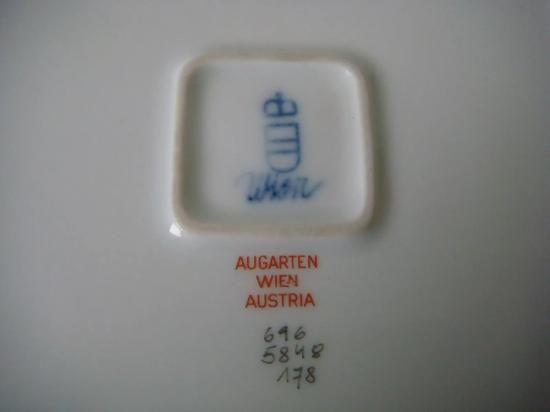 Wien
AUGARTEN
WIEN
AUSTRIA
696
5848
178